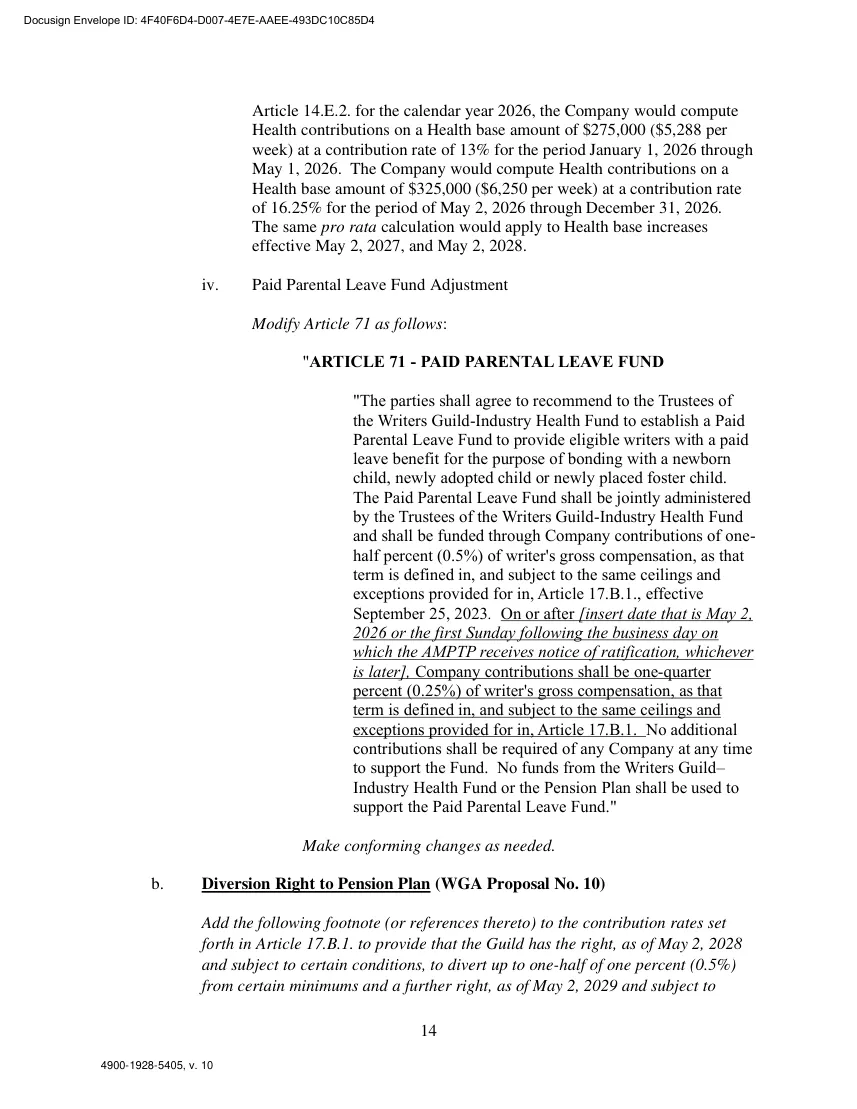 Docusign Envelope ID: 4F40F6D4-D007-4E7E-AAEE-493DC10C85D4
Article 14.E.2. for the calendar year 2026, the Company would compute
Health contributions on a Health base amount of $275,000 ($5,288 per
week) at a contribution rate of 13% for the period January 1, 2026 through
May 1, 2026.  The Company would compute Health contributions on a
Health base amount of $325,000 ($6,250 per week) at a contribution rate
of 16.25% for the period of May 2, 2026 through December 31, 2026.
The same pro rata calculation would apply to Health base increases
effective May 2, 2027, and May 2, 2028.
iv. Paid Parental Leave Fund Adjustment
Modify Article 71 as follows:
"ARTICLE 71 - PAID PARENTAL LEAVE FUND
"The parties shall agree to recommend to the Trustees of
the Writers Guild-Industry Health Fund to establish a Paid
Parental Leave Fund to provide eligible writers with a paid
leave benefit for the purpose of bonding with a newborn
child, newly adopted child or newly placed foster child.
The Paid Parental Leave Fund shall be jointly administered
by the Trustees of the Writers Guild-Industry Health Fund
and shall be funded through Company contributions of one-
half percent (0.5%) of writer's gross compensation, as that
term is defined in, and subject to the same ceilings and
exceptions provided for in, Article 17.B.1., effective
September 25, 2023.  On or after [insert date that is May 2,
2026 or the first Sunday following the business day on
which the AMPTP receives notice of ratification, whichever
is later], Company contributions shall be one-quarter
percent (0.25%) of writer's gross compensation, as that
term is defined in, and subject to the same ceilings and
exceptions provided for in, Article 17.B.1.  No additional
contributions shall be required of any Company at any time
to support the Fund.  No funds from the Writers Guild–
Industry Health Fund or the Pension Plan shall be used to
support the Paid Parental Leave Fund."
Make conforming changes as needed.
b. Diversion Right to Pension Plan (WGA Proposal No. 10)
Add the following footnote (or references thereto) to the contribution rates set
forth in Article 17.B.1. to provide that the Guild has the right, as of May 2, 2028
and subject to certain conditions, to divert up to one-half of one percent (0.5%)
from certain minimums and a further right, as of May 2, 2029 and subject to
14
4900-1928-5405, v. 10